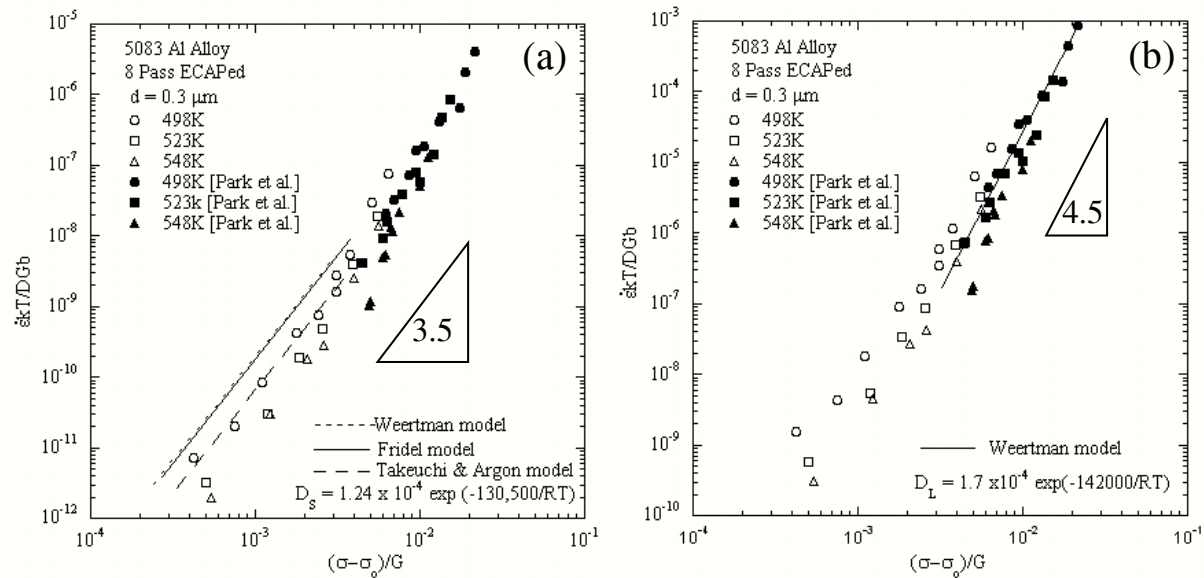 (a)
5083 Al Alloy
8 Pass ECAPed
d = 0.3 µm
498K
523K
548K
498K [Park et al.]
523k [Park et al.]
548K [Park et al.]
3.5
Weertman model
Fridel model
Takeuchi & Argon model
D_S = 1.24 x 10^-4 exp (-130,500/RT)
10^-6
10^-7
10^-8
10^-9
10^-10
10^-11
10^-12
ε̇kT/DGb
10^-4
10^-3
10^-2
10^-1
(σ-σ_o)/G
(b)
5083 Al Alloy
8 Pass ECAPed
d = 0.3 µm
498K
523K
548K
498K [Park et al.]
523K [Park et al.]
548K [Park et al.]
4.5
Weertman model
D_L = 1.7 x10^-4 exp(-142000/RT)
10^-3
10^-4
10^-5
10^-6
10^-7
10^-8
10^-9
10^-10
ε̇kT/DGb
10^-4
10^-3
10^-2
10^-1
(σ-σ_o)/G